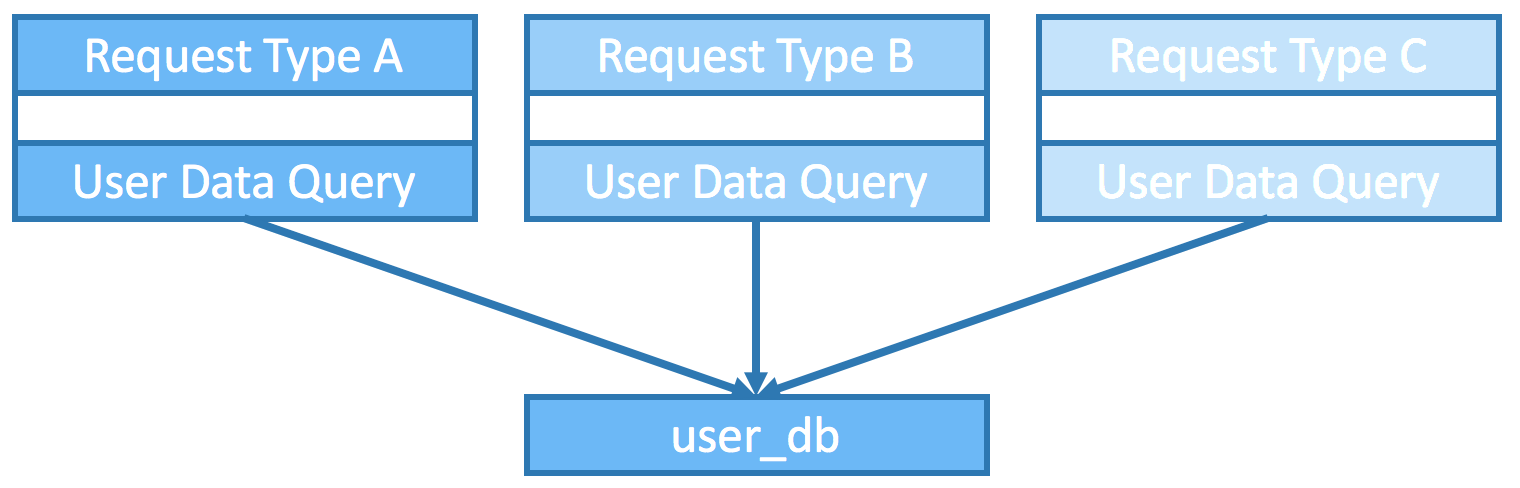 Request Type A
Request Type B
Request Type C
User Data Query
User Data Query
User Data Query
user_db